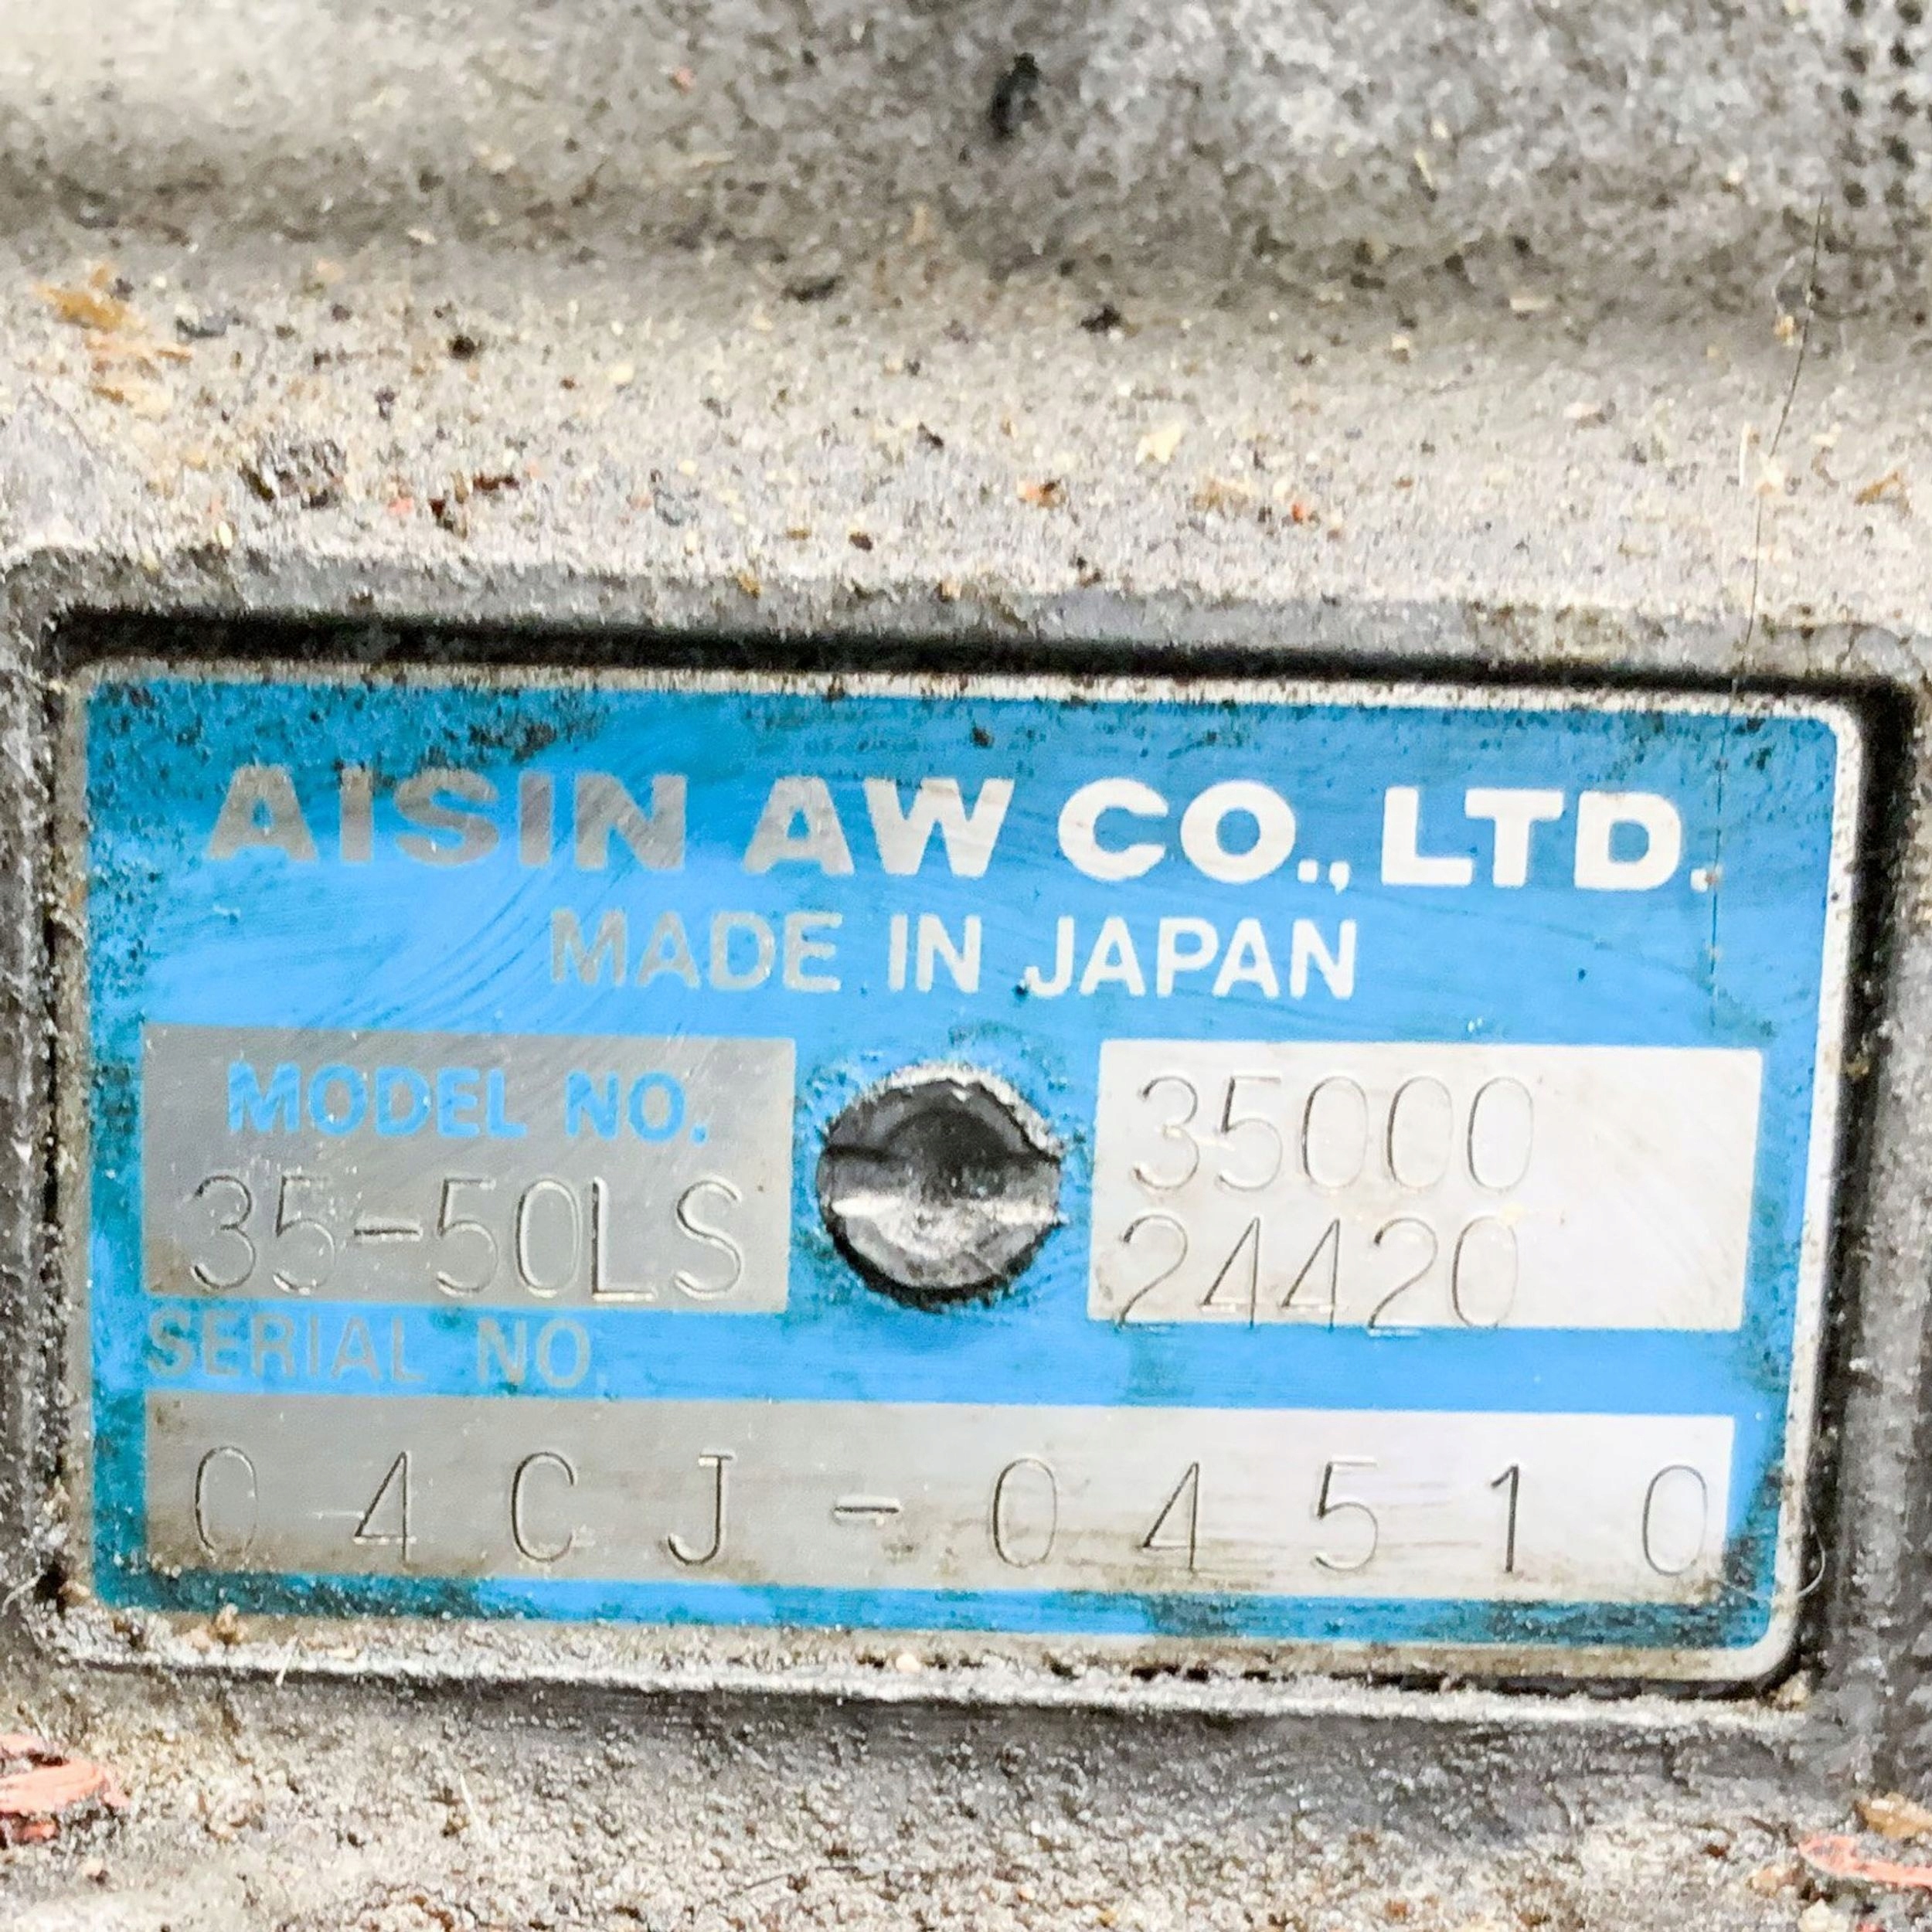 AISIN AW CO., LTD.
MADE IN JAPAN
MODEL NO.
35-50LS
35000
24420
SERIAL NO.
04CJ-04510